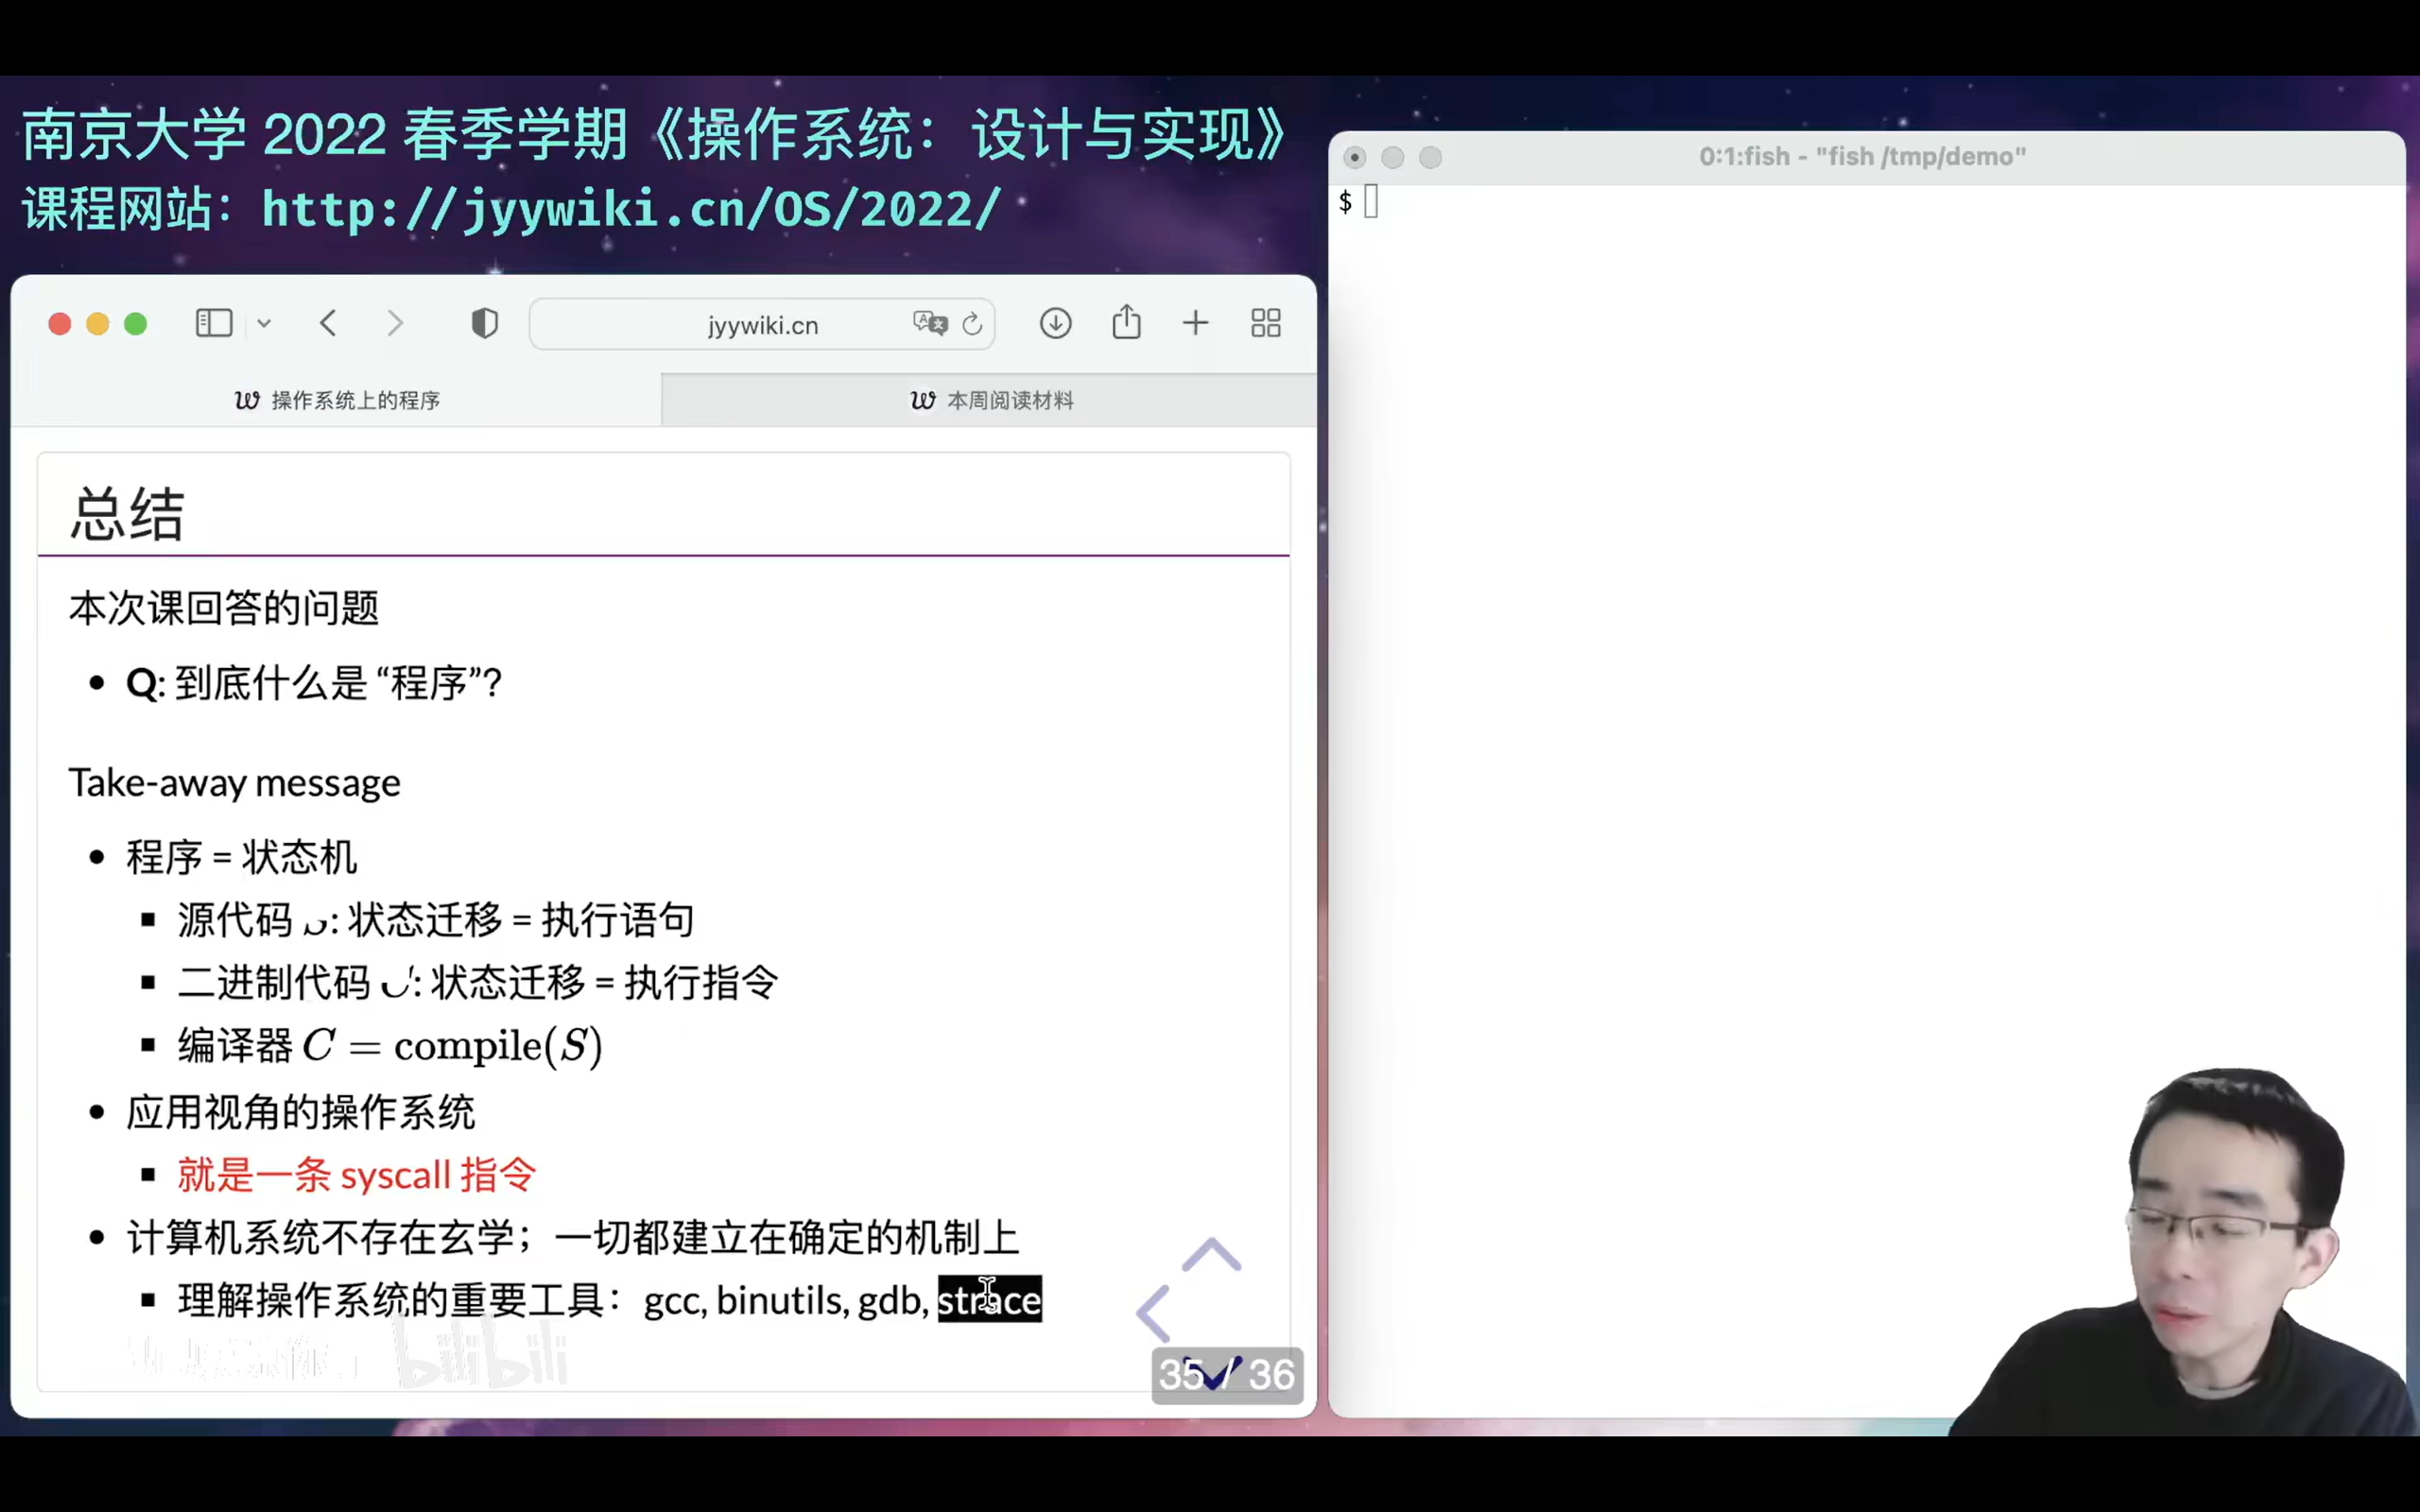 南京大学 2022 春季学期《操作系统：设计与实现》
课程网站：http://jyywiki.cn/OS/2022/
0:1:fish - "fish /tmp/demo"
$
jyywiki.cn
操作系统上的程序
本周阅读材料
总结
本次课回答的问题
• Q: 到底什么是 “程序”？
Take-away message
• 程序 = 状态机
▪ 源代码 : 状态迁移 = 执行语句
▪ 二进制代码 : 状态迁移 = 执行指令
▪ 编译器 C = compile(S)
• 应用视角的操作系统
▪ 就是一条 syscall 指令
• 计算机系统不存在玄学；一切都建立在确定的机制上
▪ 理解操作系统的重要工具：gcc, binutils, gdb, strace
bilibili
35 / 36